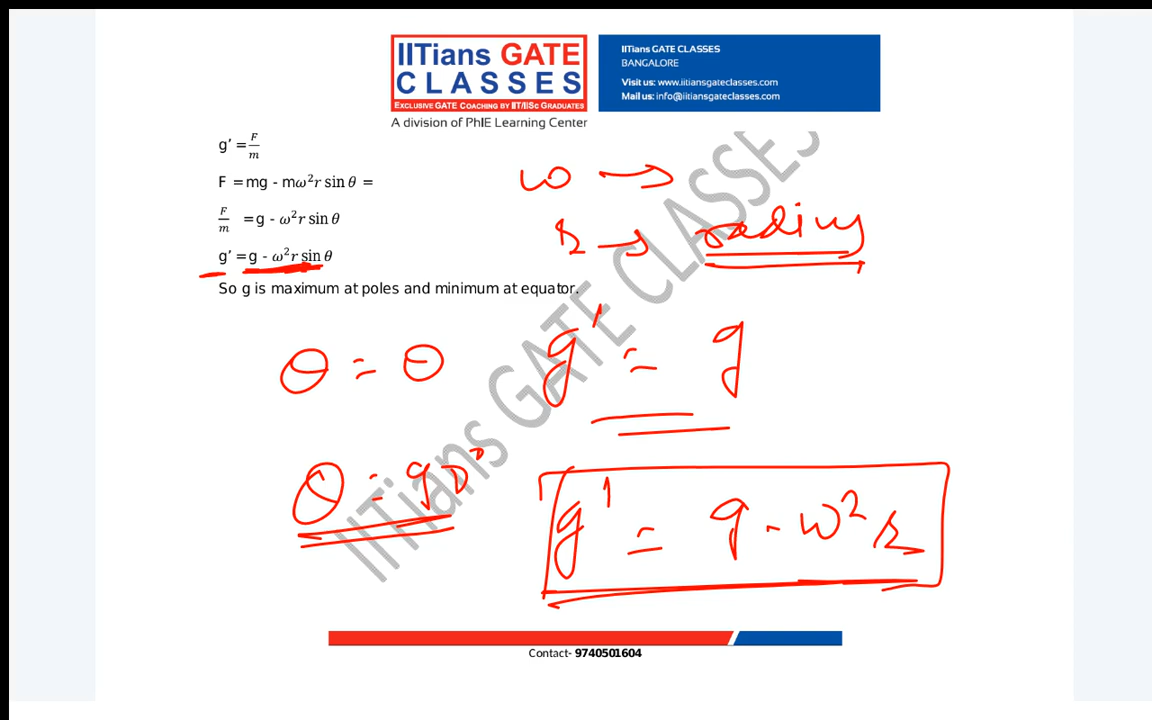 IITians GATE
CLASSES
EXCLUSIVE GATE COACHING BY IIT/IISc GRADUATES
A division of PhIE Learning Center
IITians GATE CLASSES
BANGALORE
Visit us: www.iitiansgateclasses.com
Mail us: info@iitiansgateclasses.com
g' = F/m
F = mg - mω²r sin θ =
F/m = g - ω²r sin θ
g' = g - ω²r sin θ
So g is maximum at poles and minimum at equator.
ω →
r → radius
θ = 0 g' = g
θ = 90° g' = g - ω²r
IITians GATE CLASSES
Contact- 9740501604